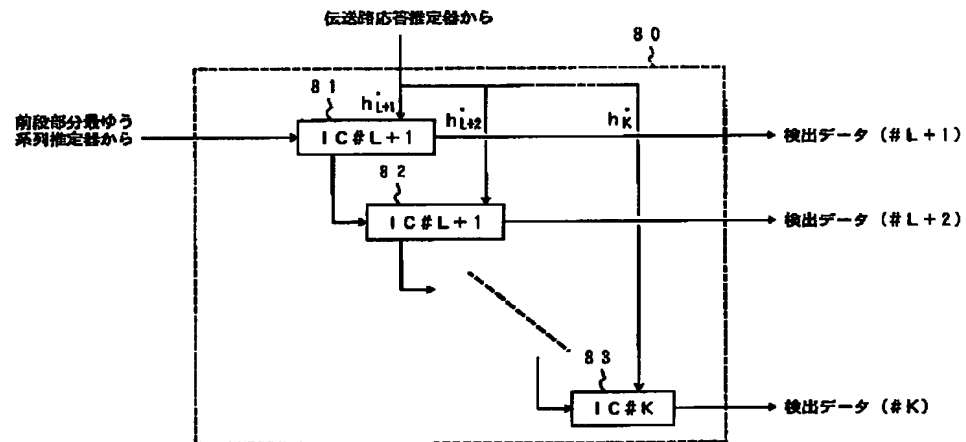 伝送路応答推定器から
80
81
h*L+1
h*L+2
h*K
前段部分最ゆう
系列推定器から
IC#L+1
検出データ(#L+1)
82
IC#L+1
検出データ(#L+2)
83
IC#K
検出データ(#K)